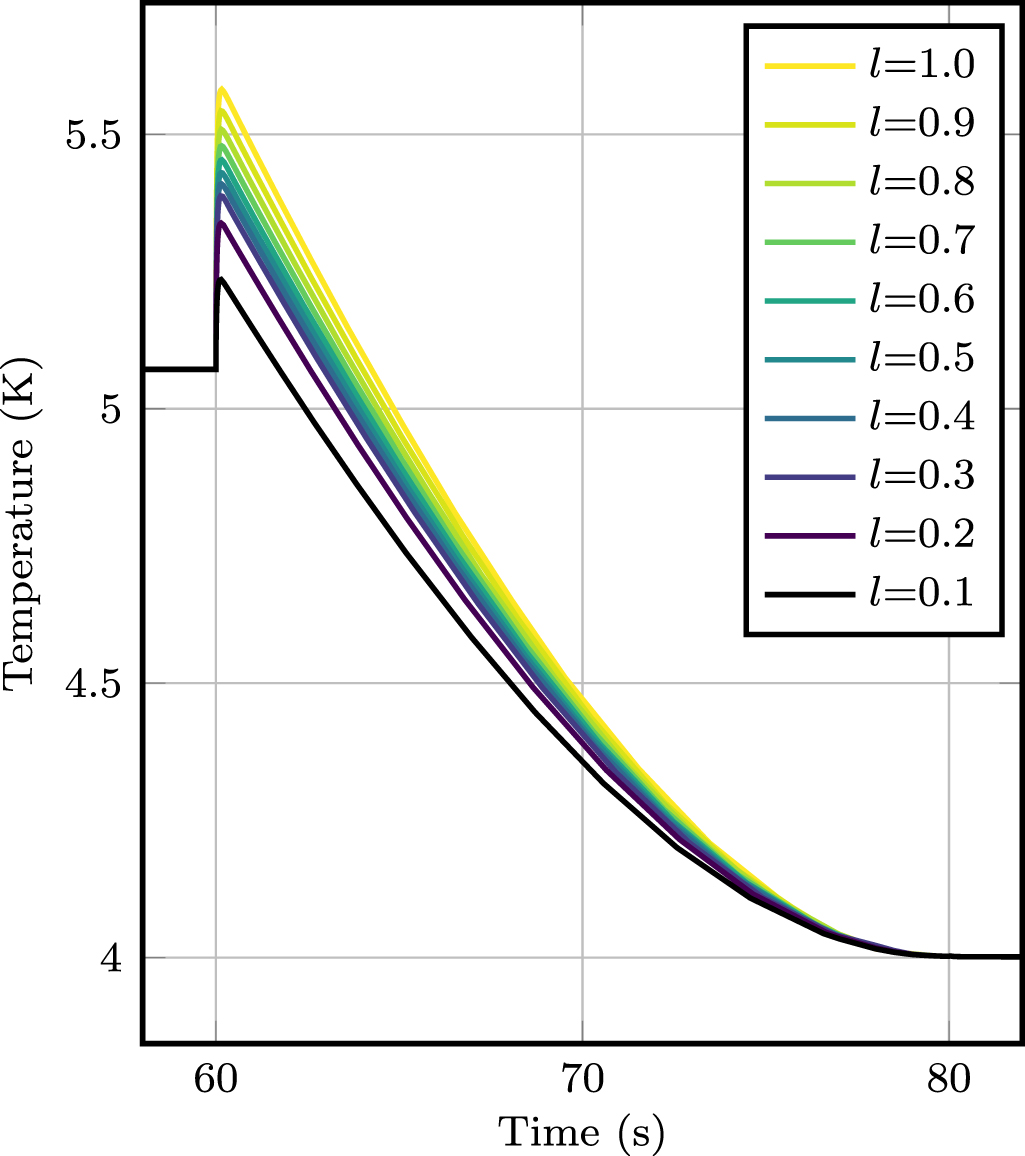 l=1.0
l=0.9
l=0.8
l=0.7
l=0.6
l=0.5
l=0.4
l=0.3
l=0.2
l=0.1
5.5
5
4.5
4
Temperature (K)
60 70 80
Time (s)